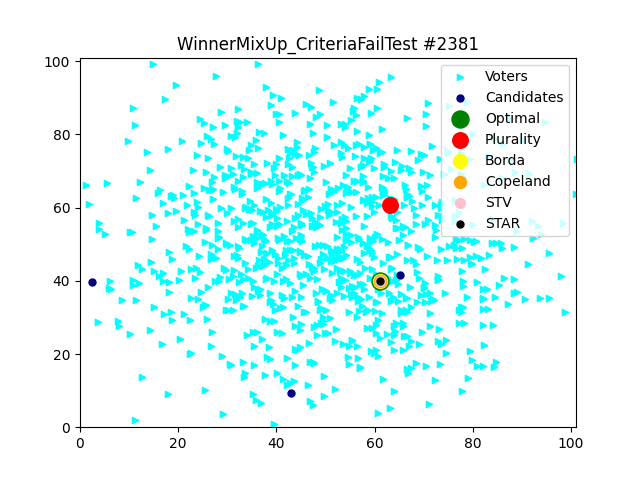 WinnerMixUp_CriteriaFailTest #2381
Voters
Candidates
Optimal
Plurality
Borda
Copeland
STV
STAR
100
80
60
40
20
0
0 20 40 60 80 100